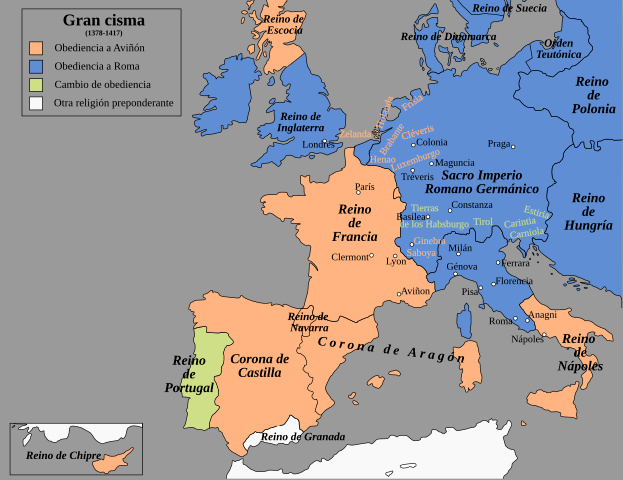 Gran cisma
(1378-1417)
Obediencia a Aviñón
Obediencia a Roma
Cambio de obediencia
Otra religión preponderante
Reino de
Escocia
Reino de Suecia
Reino de Dinamarca
Orden
Teutónica
Reino
de
Polonia
Reino de
Inglaterra
Londres
Zelanda
Holanda
Frisia
Brabante
Cléveris
Colonia
Praga
Henao
Luxemburgo
Maguncia
Tréveris
Sacro Imperio
Romano Germánico
París
Reino
de
Francia
Tierras
de los Habsburgo
Constanza
Basilea
Tirol
Estiria
Carintia
Carniola
Reino
de
Hungría
Ginebra
Saboya
Milán
Clermont
Lyon
Génova
Ferrara
Florencia
Aviñon
Pisa
Reino de
Navarra
Roma
Anagni
Nápoles
Reino
de
Nápoles
Corona de Aragón
Reino
de
Portugal
Corona de
Castilla
Reino de Granada
Reino de Chipre